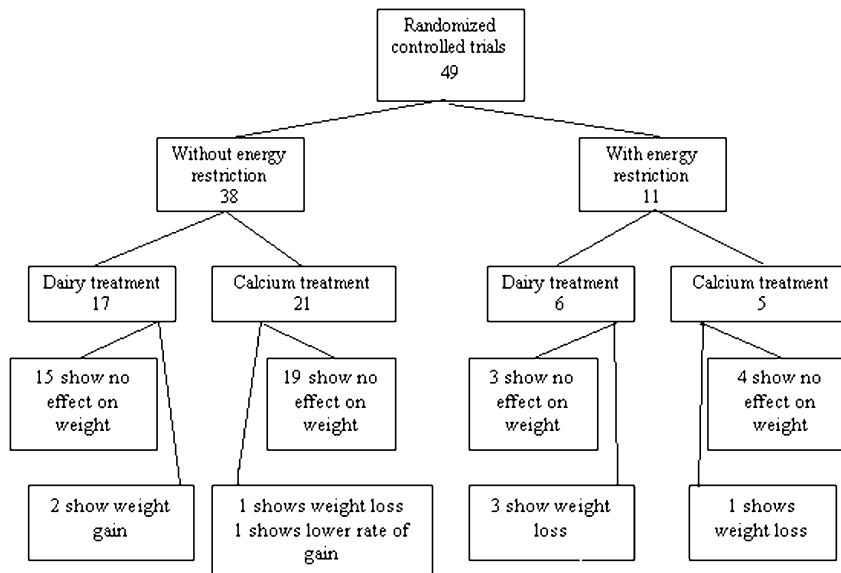 Randomized
controlled trials
49
Without energy
restriction
38
With energy
restriction
11
Dairy treatment
17
Calcium treatment
21
Dairy treatment
6
Calcium treatment
5
15 show no
effect on
weight
19 show no
effect on
weight
3 show no
effect on
weight
4 show no
effect on
weight
2 show weight
gain
1 shows weight loss
1 shows lower rate of
gain
3 show weight
loss
1 shows
weight loss